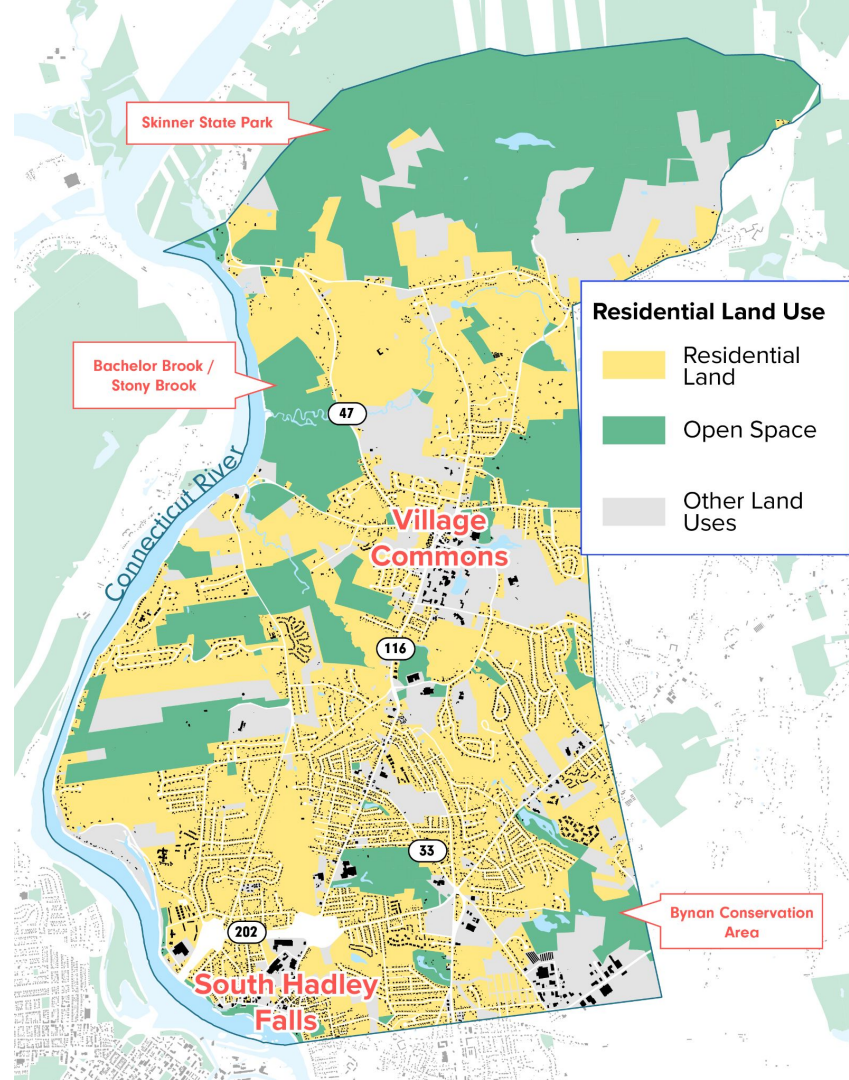 Skinner State Park
Residential Land Use
Residential
Land
Open Space
Other Land
Uses
Bachelor Brook /
Stony Brook
47
Connecticut River
Village
Commons
116
33
Bynan Conservation
Area
202
South Hadley
Falls